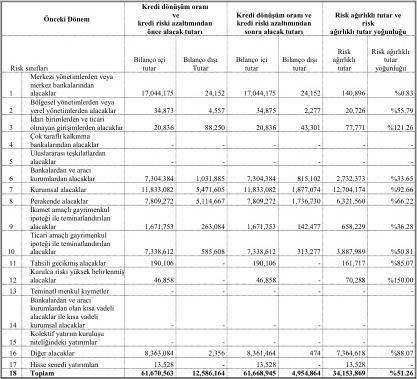 Önceki Dönem
Kredi dönüşüm oranı
ve
kredi riski azaltımından
önce alacak tutarı
Kredi dönüşüm oranı ve
kredi riski azaltımından
sonra alacak tutarı
Risk ağırlıklı tutar ve
risk
ağırlıklı tutar yoğunluğu
Risk sınıfları
Bilanço içi
tutar
Bilanço dışı
Tutar
Bilanço içi
tutar
Bilanço dışı
tutar
Risk
ağırlıklı
tutar
Risk ağırlıklı
tutar
yoğunluğu
Merkezi yönetimlerden veya
merkez bankalarından
1 alacaklar 17,044,175 24,152 17,044,175 24,152 140,896 %0.83
Bölgesel yönetimlerden veya
2 yerel yönetimlerden alacaklar 34,873 4,557 34,875 2,277 20,726 %55.79
İdari birimlerden ve ticari
3 olmayan girişimlerden alacaklar 20,836 88,250 20,836 43,301 77,771 %121.26
Çok taraflı kalkınma
4 bankalarından alacaklar - - - - - -
Uluslararası teşkilatlardan
5 alacaklar - - - - - -
Bankalardan ve aracı
6 kurumlardan alacaklar 7,304,384 1,031,885 7,304,384 815,102 2,732,373 %33.65
7 Kurumsal alacaklar 11,833,082 5,471,605 11,833,082 1,877,074 12,704,174 %92.66
8 Perakende alacaklar 7,809,272 5,114,667 7,809,272 1,736,730 6,321,560 %66.22
İkamet amaçlı gayrimenkul
ipoteği ile teminatlandırılan
9 alacaklar 1,671,753 263,084 1,671,753 142,477 658,229 %36.28
Ticari amaçlı gayrimenkul
ipoteği ile teminatlandırılan
10 alacaklar 7,338,612 585,608 7,338,612 313,277 3,887,989 %50.81
11 Tahsili gecikmiş alacaklar 190,106 - 190,106 - 161,717 %85.07
Kurulca riski yüksek belirlenmiş
12 alacaklar 46,858 - 46,858 - 70,288 %150.00
13 Teminatlı menkul kıymetler - - - - - -
Bankalardan ve aracı
kurumlardan olan kısa vadeli
alacaklar ile kısa vadeli
14 kurumsal alacaklar - - - - - -
Kolektif yatırım kuruluşu
15 niteliğindeki yatırımlar - - - - - -
16 Diğer alacaklar 8,363,084 2,356 8,361,464 474 7,364,618 %88.07
17 Hisse senedi yatırımları 13,528 - 13,528 - 13,528 -
18 Toplam 61,670,563 12,586,164 61,668,945 4,954,864 34,153,869 %51.26